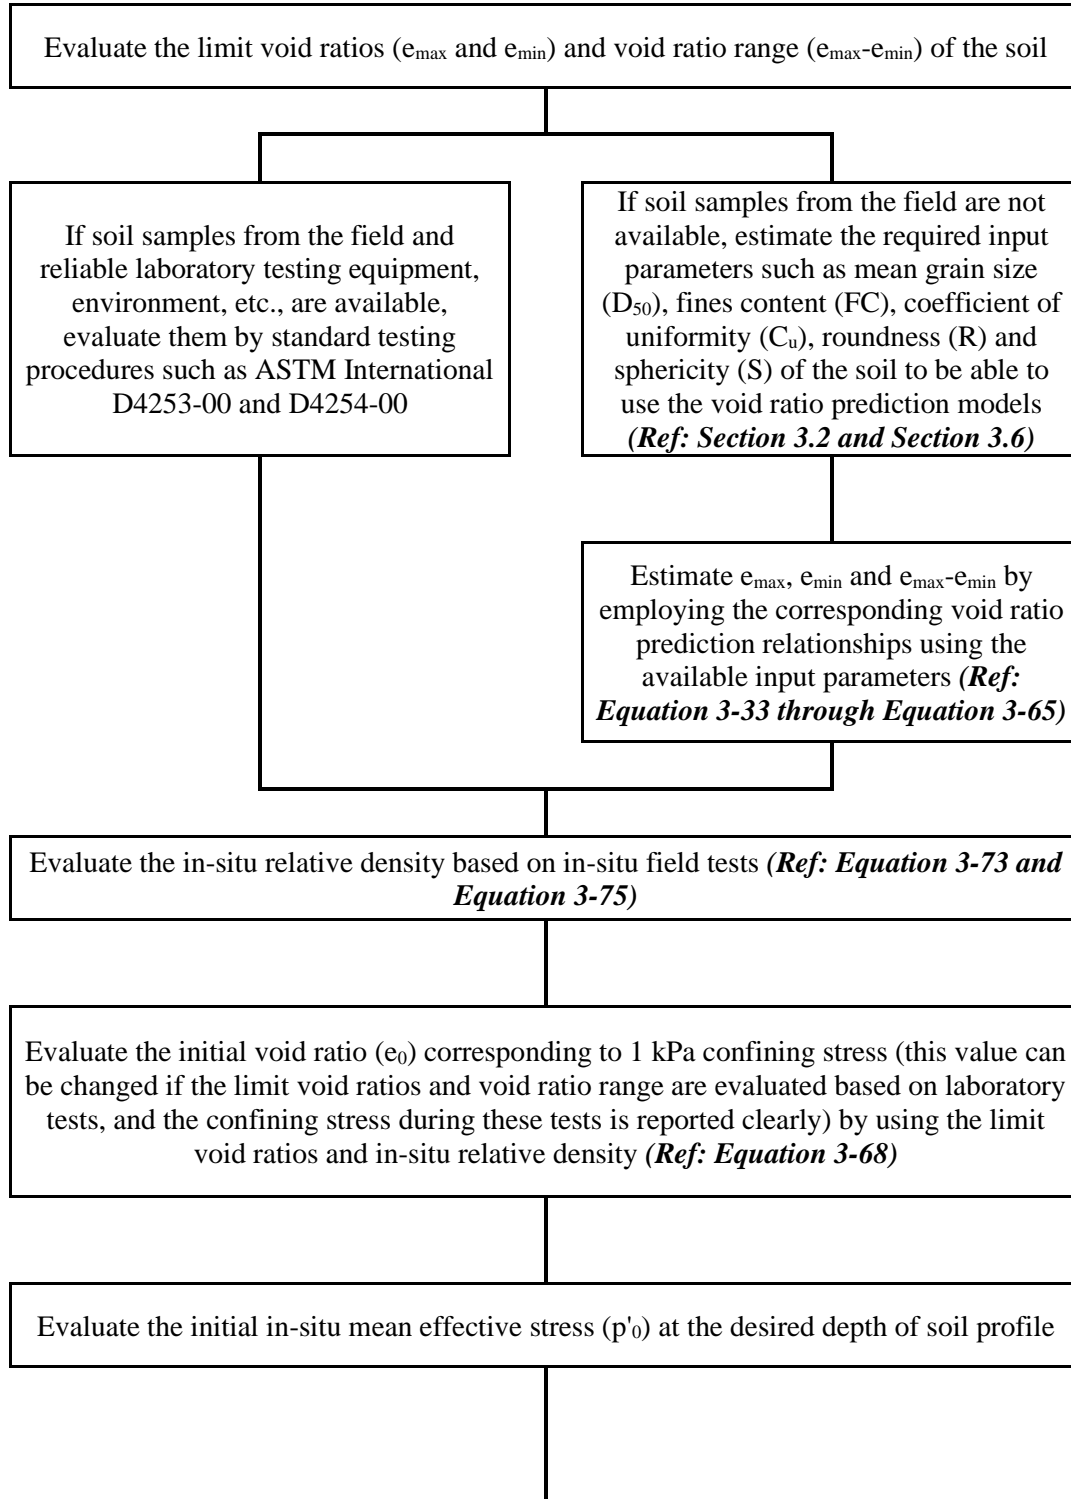 Evaluate the limit void ratios (emax and emin) and void ratio range (emax-emin) of the soil
If soil samples from the field and
reliable laboratory testing equipment,
environment, etc., are available,
evaluate them by standard testing
procedures such as ASTM International
D4253-00 and D4254-00
If soil samples from the field are not
available, estimate the required input
parameters such as mean grain size
(D50), fines content (FC), coefficient of
uniformity (Cu), roundness (R) and
sphericity (S) of the soil to be able to
use the void ratio prediction models
(Ref: Section 3.2 and Section 3.6)
Estimate emax, emin and emax-emin by
employing the corresponding void ratio
prediction relationships using the
available input parameters (Ref:
Equation 3-33 through Equation 3-65)
Evaluate the in-situ relative density based on in-situ field tests (Ref: Equation 3-73 and
Equation 3-75)
Evaluate the initial void ratio (e0) corresponding to 1 kPa confining stress (this value can
be changed if the limit void ratios and void ratio range are evaluated based on laboratory
tests, and the confining stress during these tests is reported clearly) by using the limit
void ratios and in-situ relative density (Ref: Equation 3-68)
Evaluate the initial in-situ mean effective stress (p'0) at the desired depth of soil profile